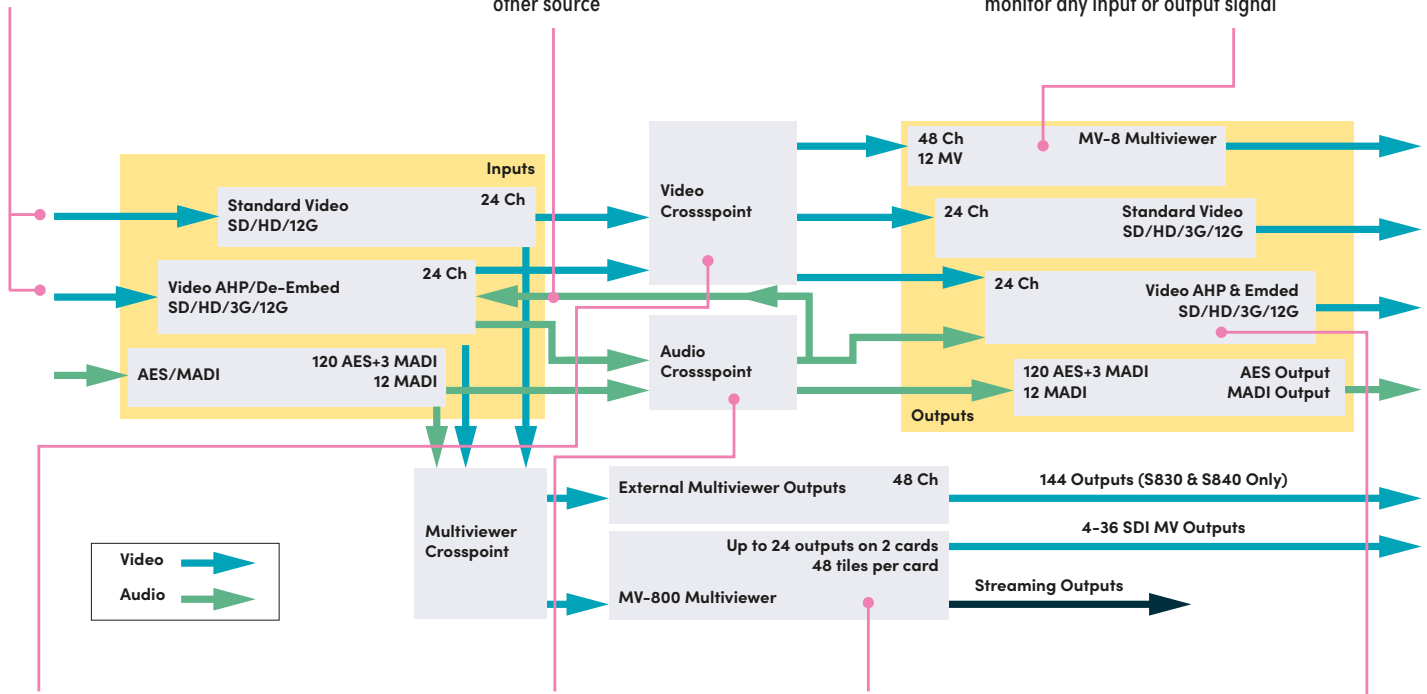 other source
monitor any input or output signal
Inputs
Standard Video
SD/HD/12G
24 Ch
Video AHP/De-Embed
SD/HD/3G/12G
24 Ch
AES/MADI
120 AES+3 MADI
12 MADI
Video
Crossspoint
Audio
Crossspoint
48 Ch
12 MV
MV-8 Multiviewer
24 Ch
Standard Video
SD/HD/3G/12G
24 Ch
Video AHP & Emded
SD/HD/3G/12G
120 AES+3 MADI
12 MADI
AES Output
MADI Output
Outputs
Multiviewer
Crosspoint
External Multiviewer Outputs
48 Ch
144 Outputs (S830 & S840 Only)
Up to 24 outputs on 2 cards
48 tiles per card
MV-800 Multiviewer
4-36 SDI MV Outputs
Streaming Outputs
Video
Audio